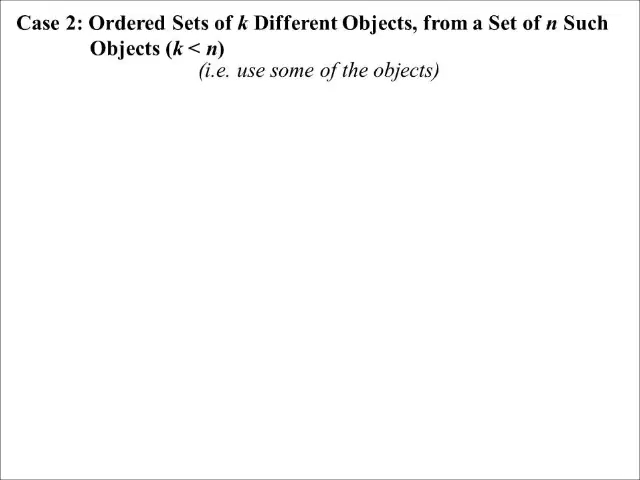 Case 2: Ordered Sets of k Different Objects, from a Set of n Such
Objects (k < n)
(i.e. use some of the objects)